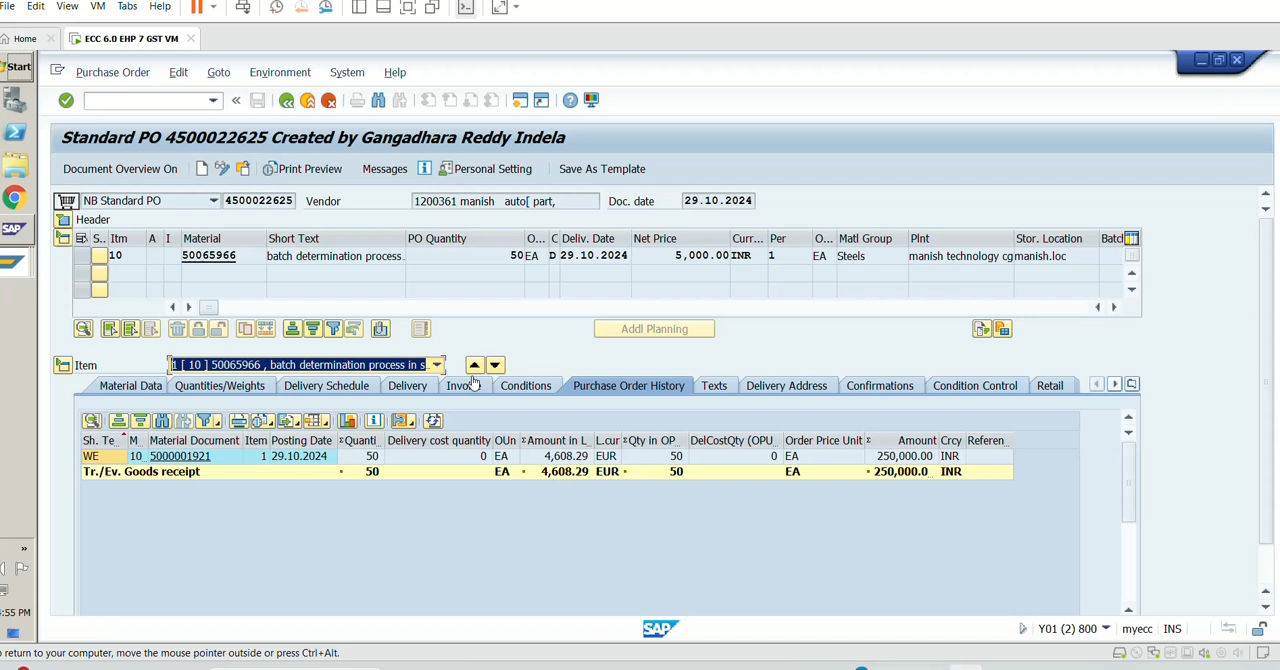 File Edit View VM Tabs Help
Home ECC 6.0 EHP 7 GST VM
Start
Purchase Order Edit Goto Environment System Help
Standard PO 4500022625 Created by Gangadhara Reddy Indela
Document Overview On Print Preview Messages Personal Setting Save As Template
NB Standard PO 4500022625 Vendor 1200361 manish auto[ part, Doc. date 29.10.2024
Header
S.. Itm A I Material Short Text PO Quantity O... C Deliv. Date Net Price Curr... Per O... Matl Group Plnt Stor. Location Batc
10 50065966 batch determination process. 50 EA D 29.10.2024 5,000.00 INR 1 EA Steels manish technology cg manish.loc
Addl Planning
Item 1 [ 10 ] 50065966 , batch determination process in s..
Material Data Quantities/Weights Delivery Schedule Delivery Invoi Conditions Purchase Order History Texts Delivery Address Confirmations Condition Control Retail
Sh. Te M Material Document Item Posting Date Quanti Delivery cost quantity OUn Amount in L L.cur Qty in OP DelCostQty (OPU Order Price Unit Amount Crcy Referen
WE 10 5000001921 1 29.10.2024 50 0 EA 4,608.29 EUR 50 0 EA 250,000.00 INR
Tr./Ev. Goods receipt 50 EA 4,608.29 EUR 50 EA 250,000.0 INR
:55 PM
SAP Y01 (2) 800 myecc INS
o return to your computer, move the mouse pointer outside or press Ctrl+Alt.